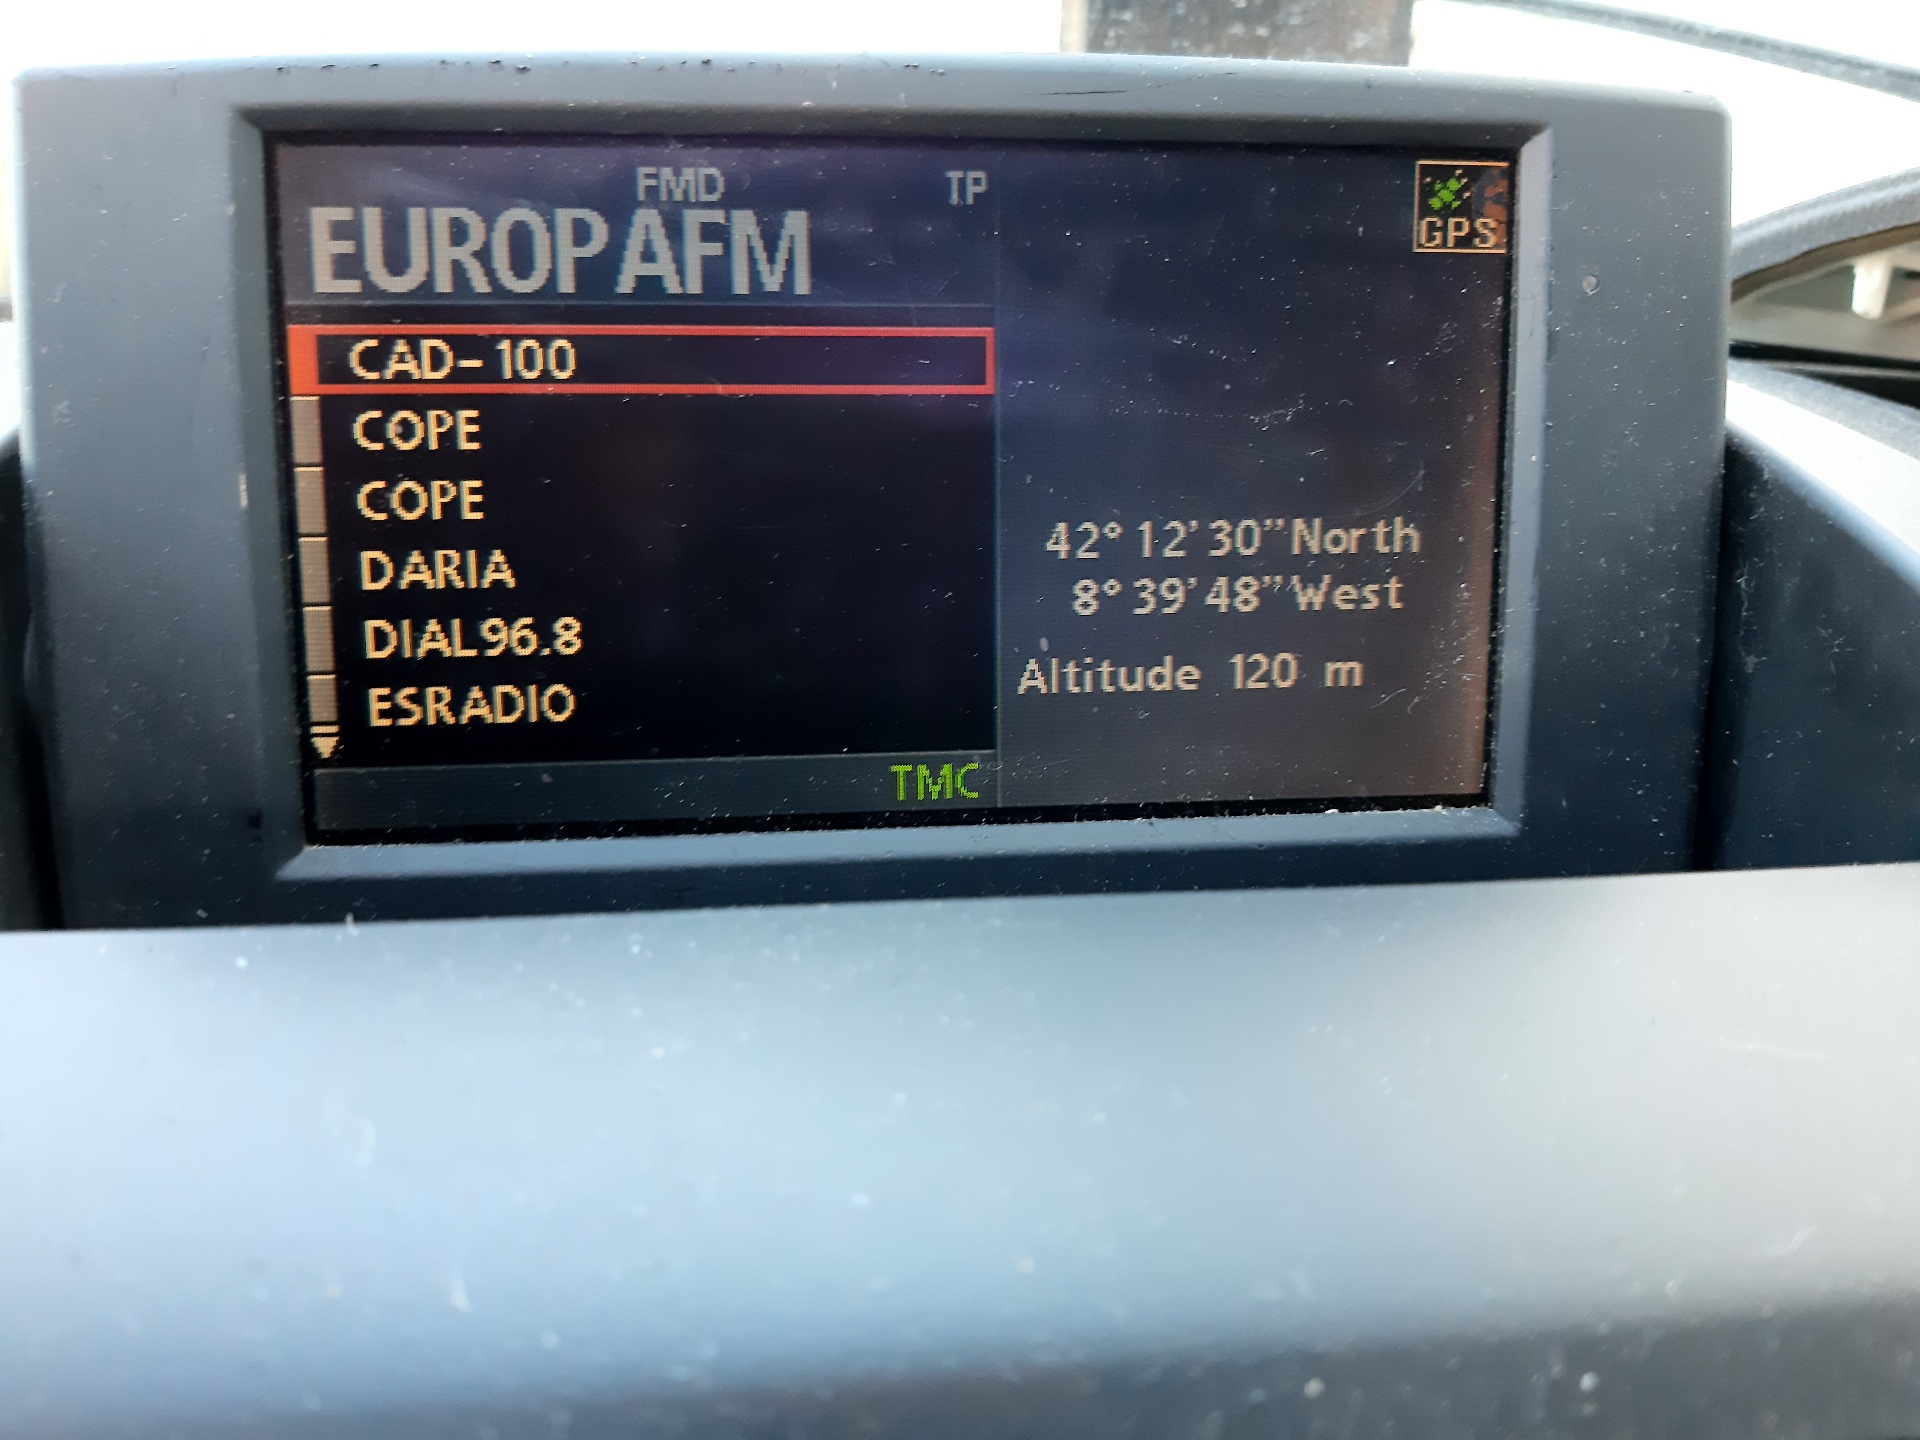 FMD TP
EUROPAFM
GPS
CAD-100
COPE
COPE
DARIA
DIAL96.8
ESRADIO
TMC
42° 12' 30" North
8° 39' 48" West
Altitude 120 m